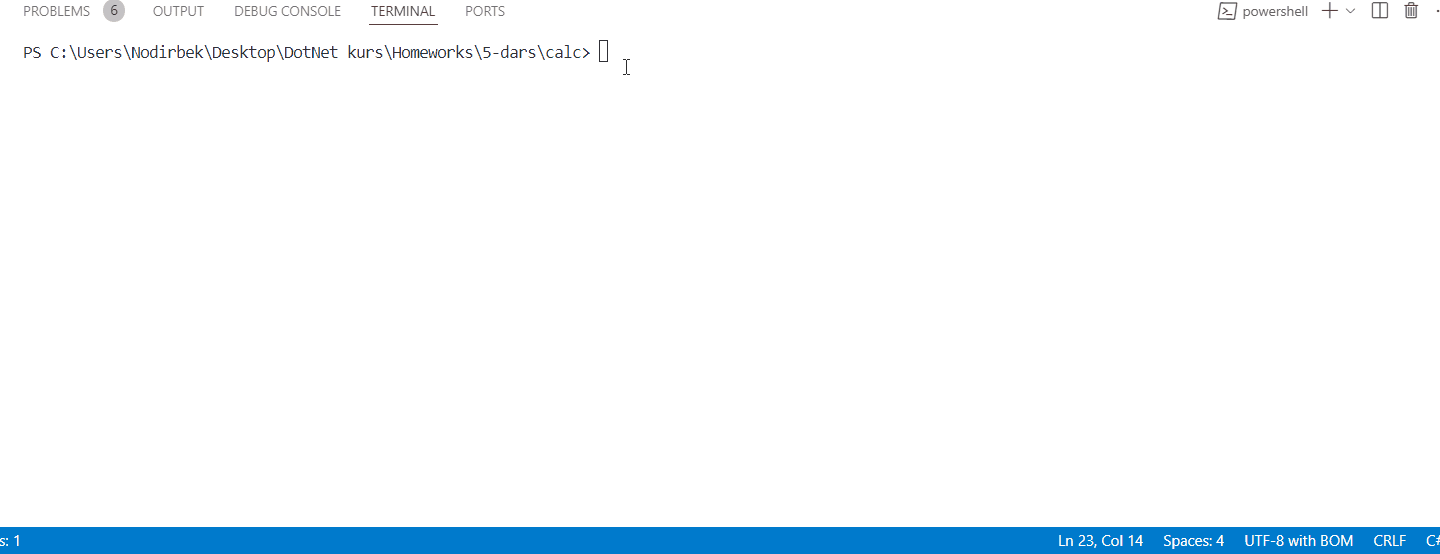 PROBLEMS 6 OUTPUT DEBUG CONSOLE TERMINAL PORTS powershell
PS C:\Users\Nodirbek\Desktop\DotNet kurs\Homeworks\5-dars\calc>
s: 1 Ln 23, Col 14 Spaces: 4 UTF-8 with BOM CRLF C#